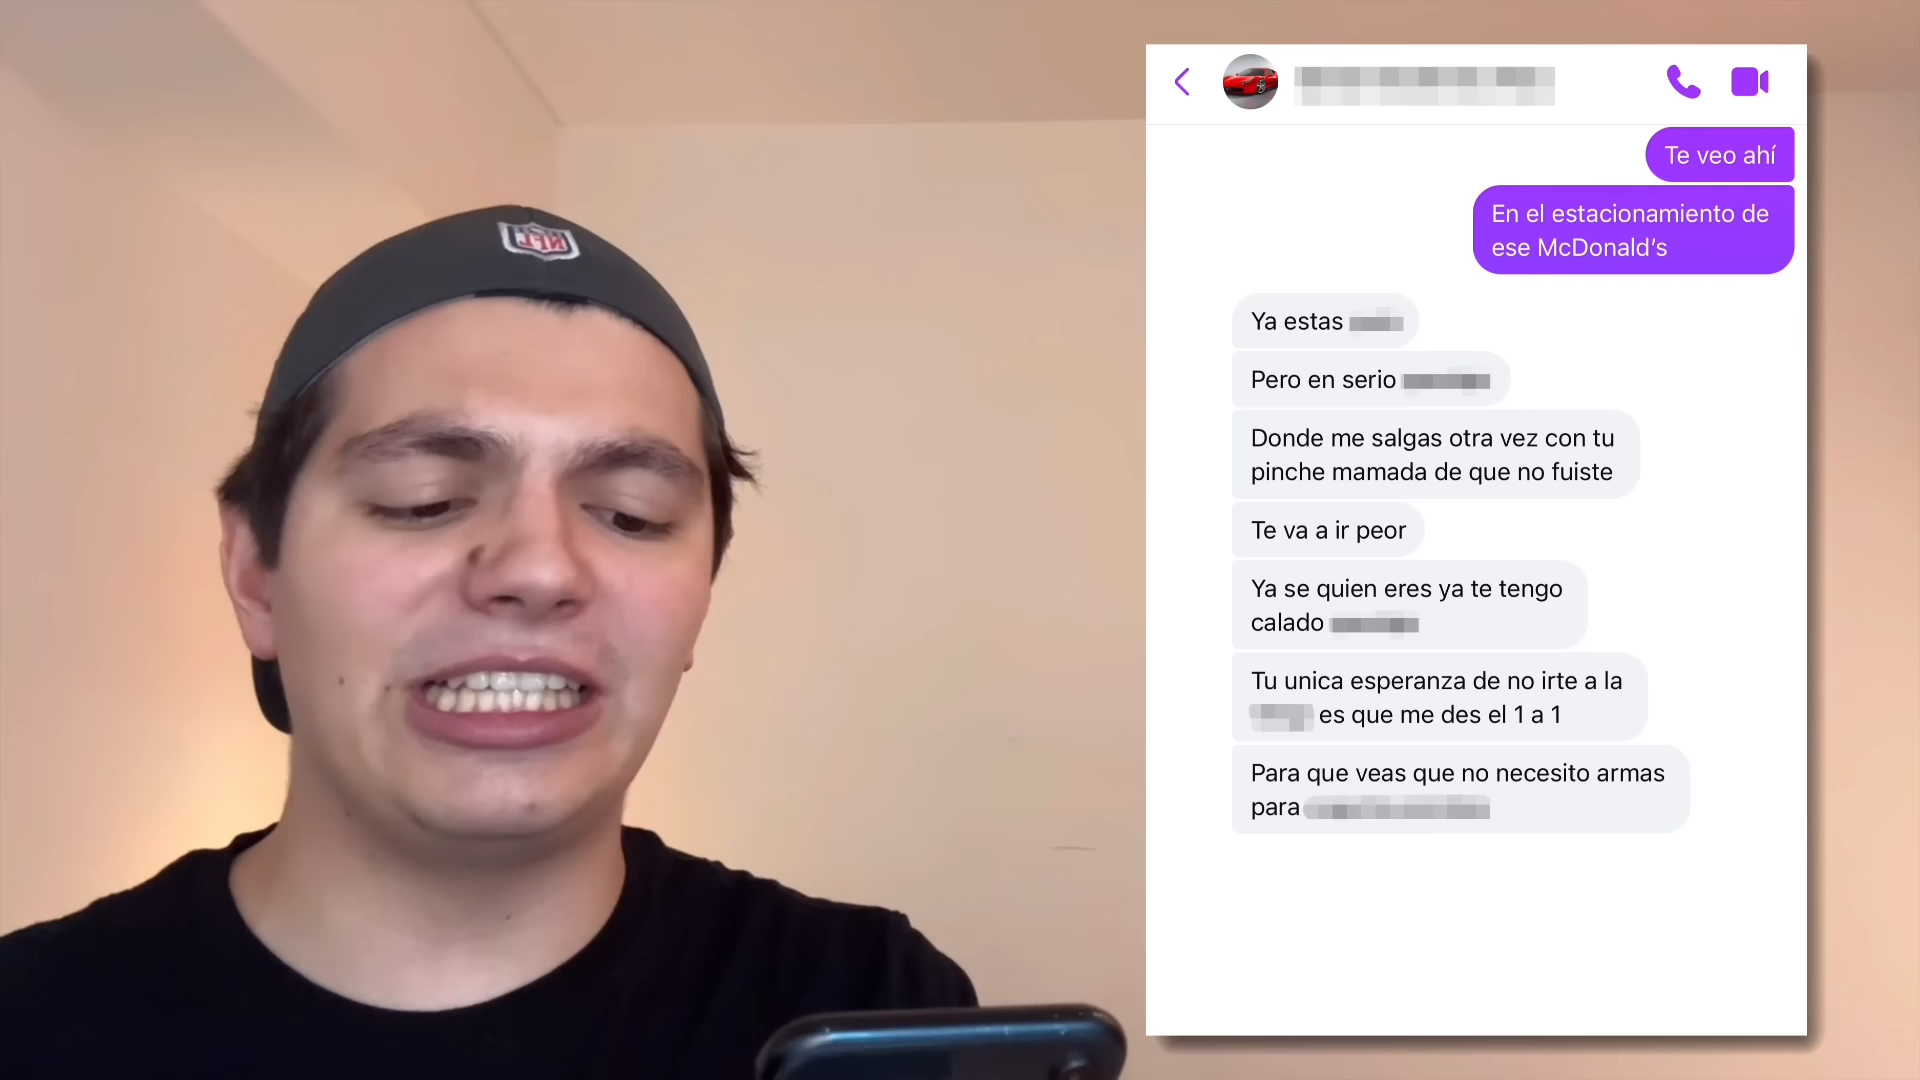 NFL
Te veo ahí
En el estacionamiento de
ese McDonald's
Ya estas
Pero en serio
Donde me salgas otra vez con tu
pinche mamada de que no fuiste
Te va a ir peor
Ya se quien eres ya te tengo
calado
Tu unica esperanza de no irte a la
es que me des el 1 a 1
Para que veas que no necesito armas
para